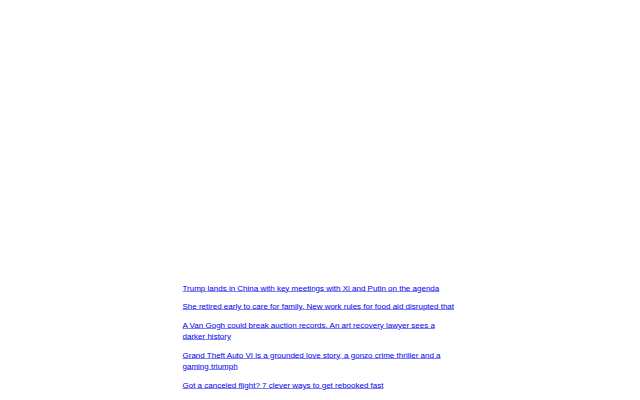 Trump lands in China with key meetings with Xi and Putin on the agenda
She retired early to care for family. New work rules for food aid disrupted that
A Van Gogh could break auction records. An art recovery lawyer sees a
darker history
Grand Theft Auto VI is a grounded love story, a gonzo crime thriller and a
gaming triumph
Got a canceled flight? 7 clever ways to get rebooked fast